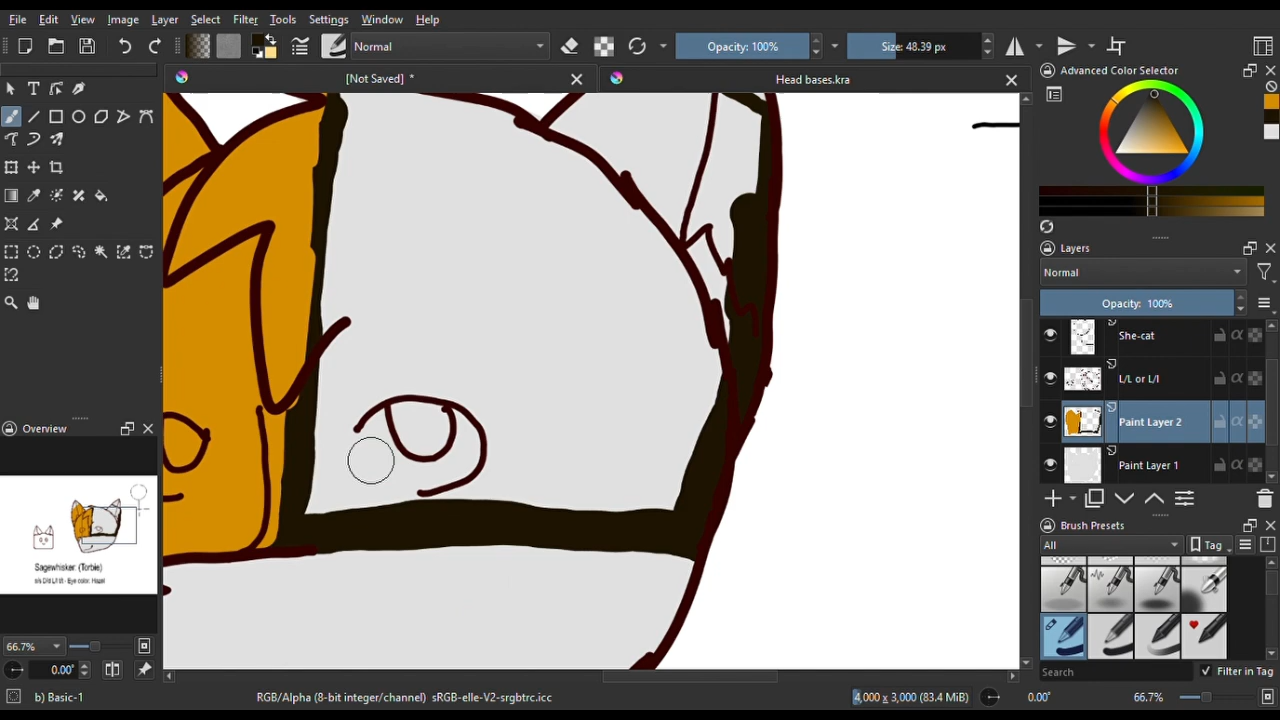 File Edit View Image Layer Select Filter Tools Settings Window Help
Normal
Opacity: 100%
Size: 48.39 px
[Not Saved] *
Head bases.kra
Advanced Color Selector
Layers
Normal
Opacity: 100%
She-cat
L/L or L/l
Paint Layer 2
Paint Layer 1
Overview
Sagewhisker: (Torbie)
Eye color: Hazel
66.7%
0.00°
Brush Presets
All
Tag
Search
Filter in Tag
b) Basic-1
RGB/Alpha (8-bit integer/channel) sRGB-elle-V2-srgbtrc.icc
4,000 x 3,000 (83.4 MiB)
0.00°
66.7%